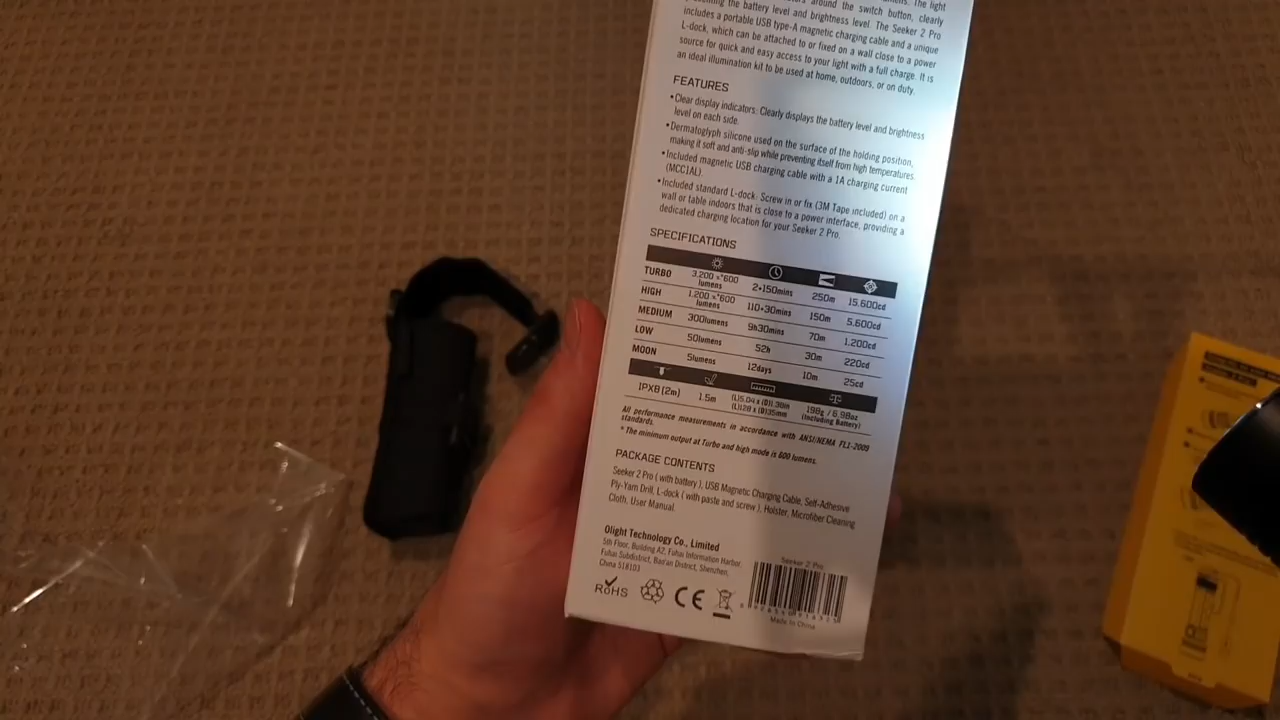 The light
around the switch button, clearly
the battery level and brightness level. The Seeker 2 Pro
includes a portable USB type-A magnetic charging cable and a unique
L-dock, which can be attached to or fixed on a wall close to a power
source for quick and easy access to your light with a full charge. It is
an ideal illumination kit to be used at home, outdoors, or on duty.
FEATURES
•Clear display indicators: Clearly displays the battery level and brightness
level on each side.
•Dermatoglyph silicone used on the surface of the holding position,
making it soft and anti-slip while preventing itself from high temperatures.
•Included magnetic USB charging cable with a 1A charging current
(MCC1AL).
•Included standard L-dock: Screw in or fix (3M Tape included) on a
wall or table indoors that is close to a power interface, providing a
dedicated charging location for your Seeker 2 Pro.
SPECIFICATIONS
TURBO 3,200 ~*600 lumens 2+150mins 250m 15,600cd
HIGH 1,200 ~*600 lumens 110+30mins 150m 5,600cd
MEDIUM 300lumens 9h30mins 70m 1,200cd
LOW 50lumens 52h 30m 220cd
MOON 5lumens 12days 10m 25cd
IPX8 (2m) 1.5m (L)5.04 x (D)1.38in 198g / 6.98oz
(L)128 x (D)35mm (Including Battery)
All performance measurements in accordance with ANSI/NEMA FL1-2009
standards.
* The minimum output at Turbo and high mode is 600 lumens.
PACKAGE CONTENTS
Seeker 2 Pro ( with battery ), USB Magnetic Charging Cable, Self-Adhesive
Ply-Yarn Drill, L-dock ( with paste and screw ), Holster, Microfiber Cleaning
Cloth, User Manual.
Olight Technology Co., Limited
5th Floor, Building A2, Fuhai Information Harbor,
Fuhai Subdistrict, Bao'an District, Shenzhen,
China 518103
Seeker 2 Pro
RoHS CE
Made in China